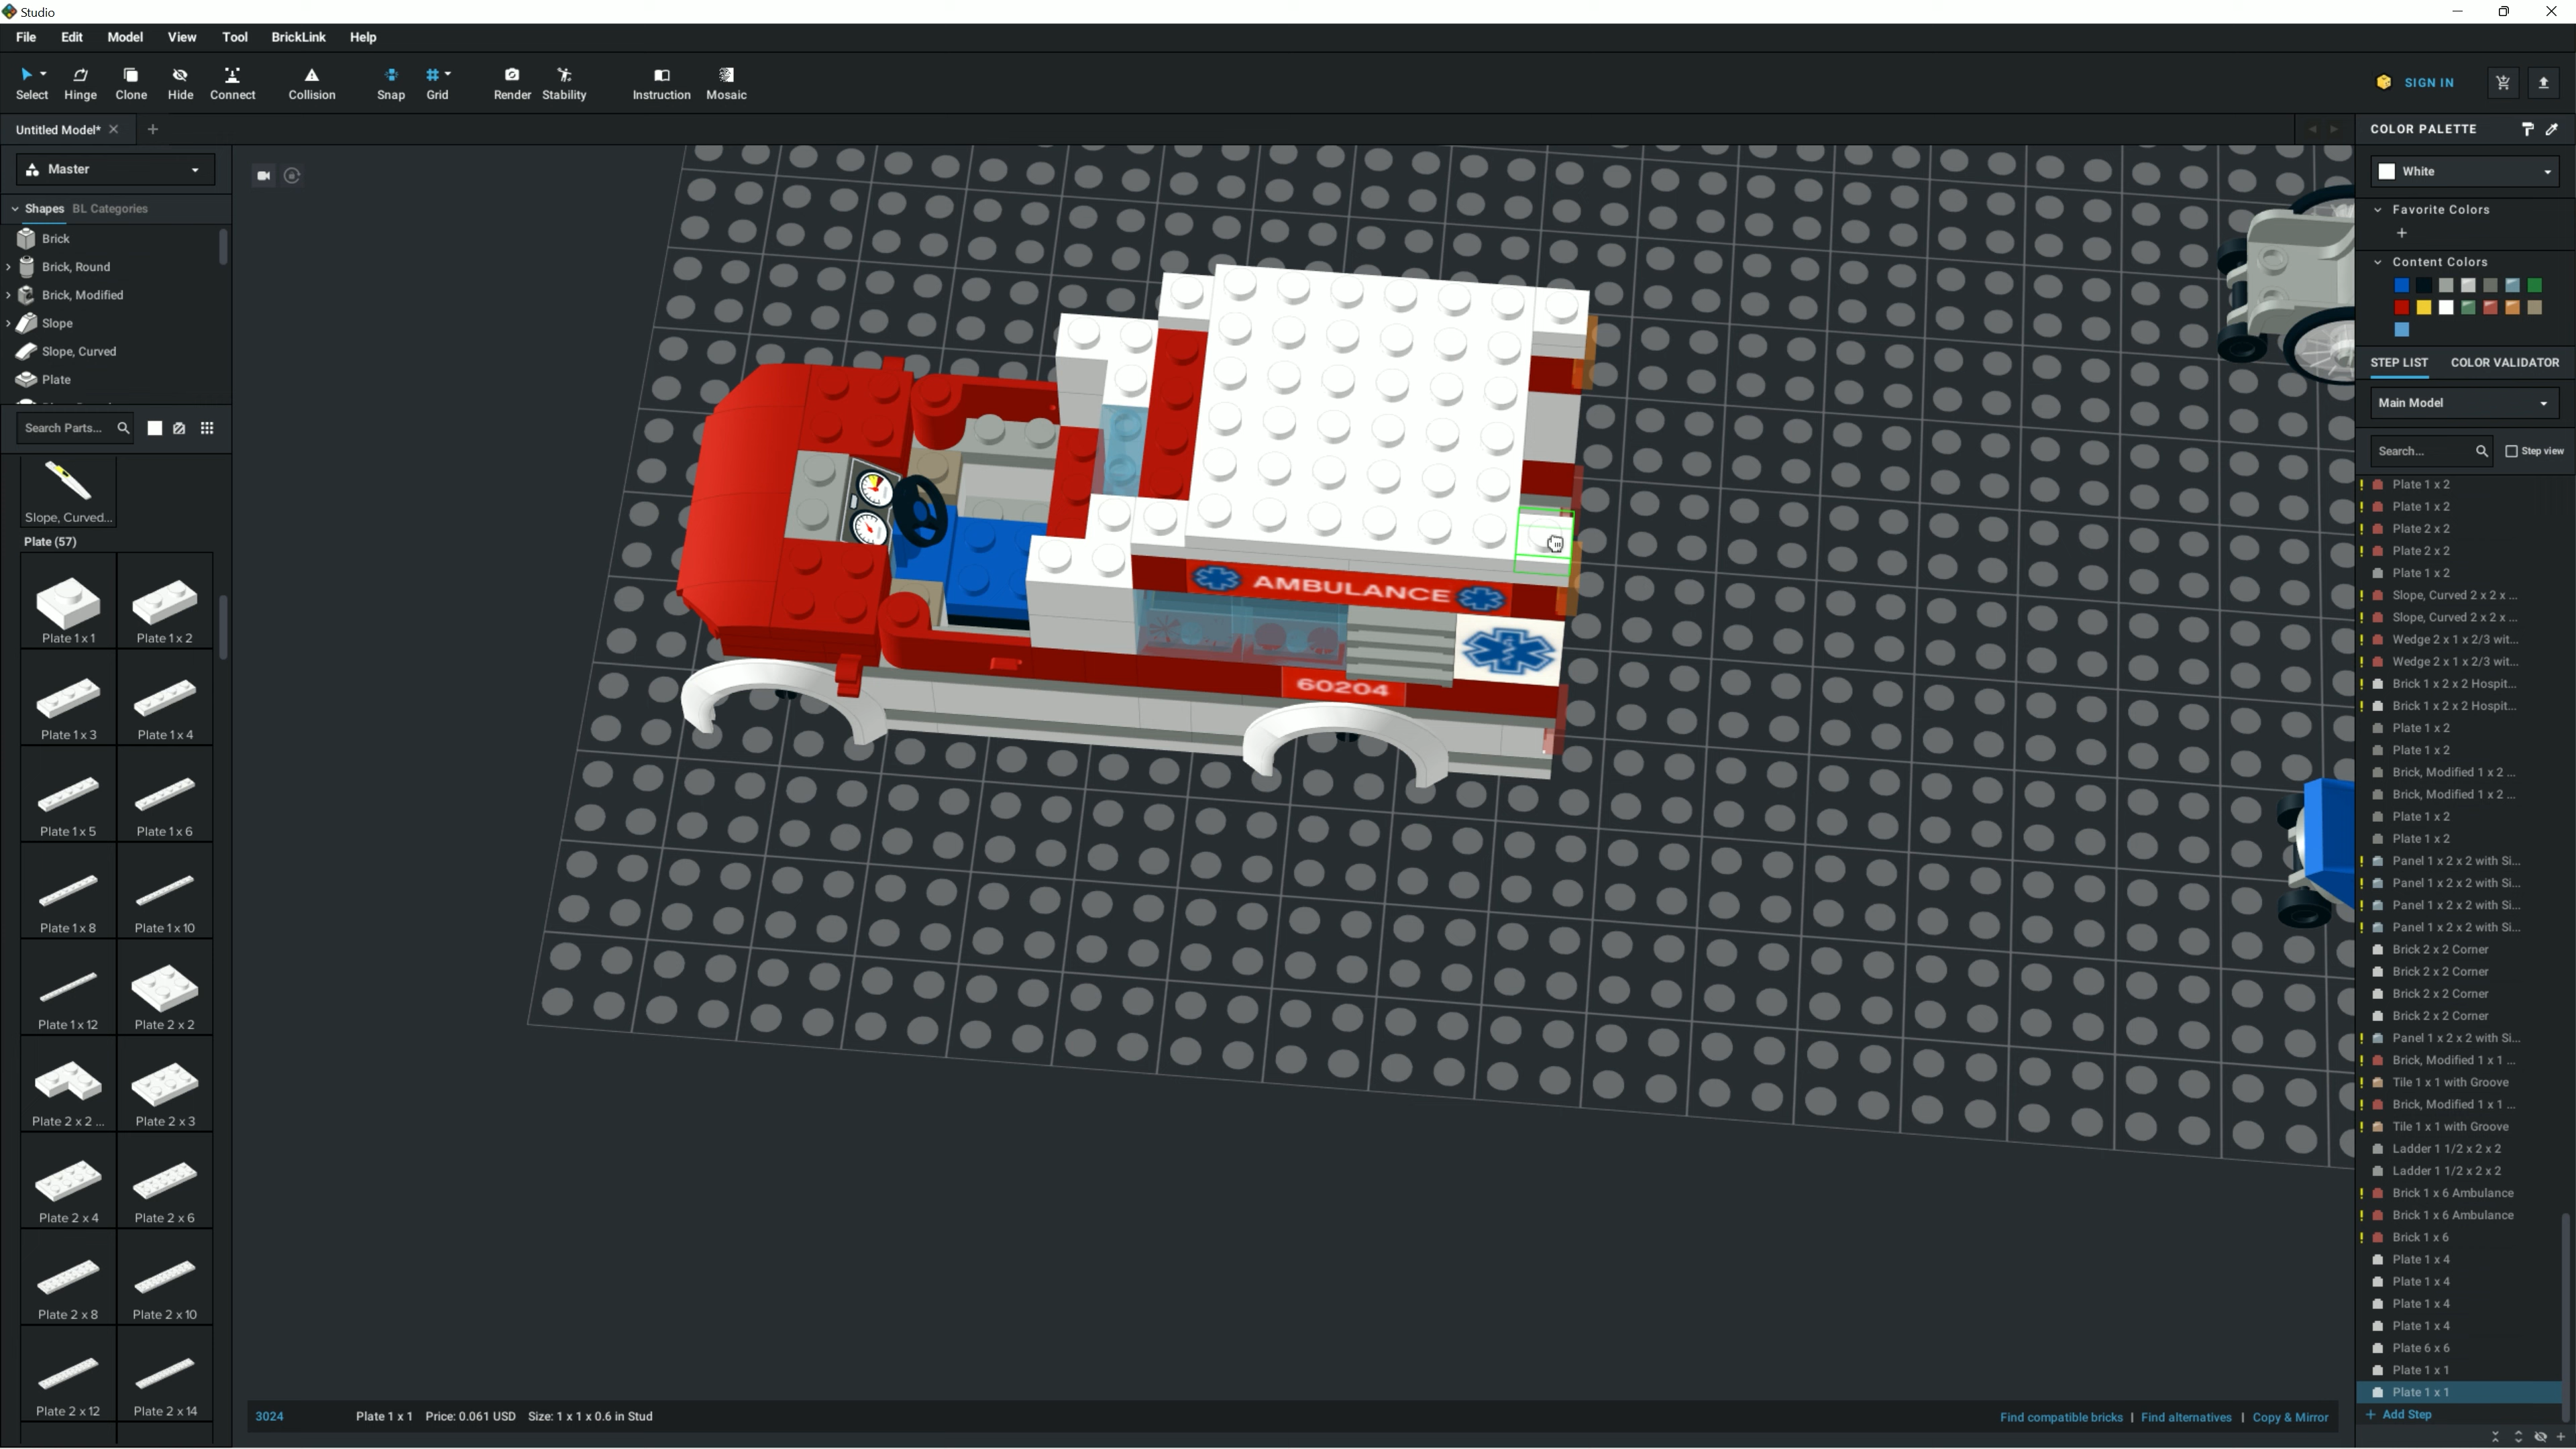 Studio
File Edit Model View Tool BrickLink Help
Select Hinge Clone Hide Connect Collision Snap Grid Render Stability Instruction Mosaic
SIGN IN
Untitled Model*
Master
Shapes BL Categories
Brick
Brick, Round
Brick, Modified
Slope
Slope, Curved
Plate
Search Parts...
Slope, Curved...
Plate (57)
Plate 1 x 1 Plate 1 x 2
Plate 1 x 3 Plate 1 x 4
Plate 1 x 5 Plate 1 x 6
Plate 1 x 8 Plate 1 x 10
Plate 1 x 12 Plate 2 x 2
Plate 2 x 2 ... Plate 2 x 3
Plate 2 x 4 Plate 2 x 6
Plate 2 x 8 Plate 2 x 10
Plate 2 x 12 Plate 2 x 14
AMBULANCE
60204
3024 Plate 1 x 1 Price: 0.061 USD Size: 1 x 1 x 0.6 in Stud
Find compatible bricks | Find alternatives | Copy & Mirror
COLOR PALETTE
White
Favorite Colors
Content Colors
STEP LIST COLOR VALIDATOR
Main Model
Search... Step view
Plate 1 x 2
Plate 1 x 2
Plate 2 x 2
Plate 2 x 2
Plate 1 x 2
Slope, Curved 2 x 2 x ...
Slope, Curved 2 x 2 x ...
Wedge 2 x 1 x 2/3 wit...
Wedge 2 x 1 x 2/3 wit...
Brick 1 x 2 x 2 Hospit...
Brick 1 x 2 x 2 Hospit...
Plate 1 x 2
Plate 1 x 2
Brick, Modified 1 x 2 ...
Brick, Modified 1 x 2 ...
Plate 1 x 2
Plate 1 x 2
Panel 1 x 2 x 2 with Si...
Panel 1 x 2 x 2 with Si...
Panel 1 x 2 x 2 with Si...
Panel 1 x 2 x 2 with Si...
Brick 2 x 2 Corner
Brick 2 x 2 Corner
Brick 2 x 2 Corner
Brick 2 x 2 Corner
Panel 1 x 2 x 2 with Si...
Brick, Modified 1 x 1 ...
Tile 1 x 1 with Groove
Brick, Modified 1 x 1 ...
Tile 1 x 1 with Groove
Ladder 1 1/2 x 2 x 2
Ladder 1 1/2 x 2 x 2
Brick 1 x 6 Ambulance
Brick 1 x 6 Ambulance
Brick 1 x 6
Plate 1 x 4
Plate 1 x 4
Plate 1 x 4
Plate 1 x 4
Plate 6 x 6
Plate 1 x 1
Plate 1 x 1
+ Add Step